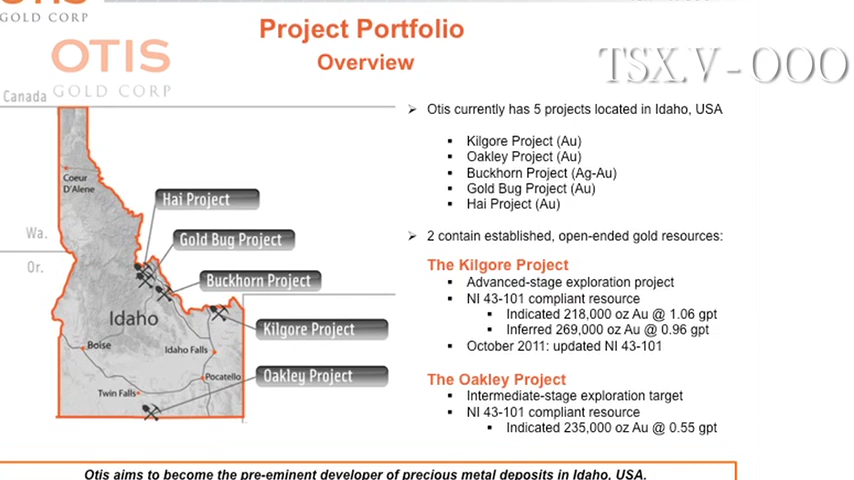 GOLD CORP
Project Portfolio
Overview
OTIS
GOLD CORP
TSX.V - OOO
Canada
Coeur
D'Alene
Wa.
Or.
Hai Project
Gold Bug Project
Buckhorn Project
Idaho
Kilgore Project
Boise
Idaho Falls
Oakley Project
Pocatello
Twin Falls
➢ Otis currently has 5 projects located in Idaho, USA
▪ Kilgore Project (Au)
▪ Oakley Project (Au)
▪ Buckhorn Project (Ag-Au)
▪ Gold Bug Project (Au)
▪ Hai Project (Au)
➢ 2 contain established, open-ended gold resources:
The Kilgore Project
▪ Advanced-stage exploration project
▪ NI 43-101 compliant resource
▪ Indicated 218,000 oz Au @ 1.06 gpt
▪ Inferred 269,000 oz Au @ 0.96 gpt
▪ October 2011: updated NI 43-101
The Oakley Project
▪ Intermediate-stage exploration target
▪ NI 43-101 compliant resource
▪ Indicated 235,000 oz Au @ 0.55 gpt
Otis aims to become the pre-eminent developer of precious metal deposits in Idaho, USA.